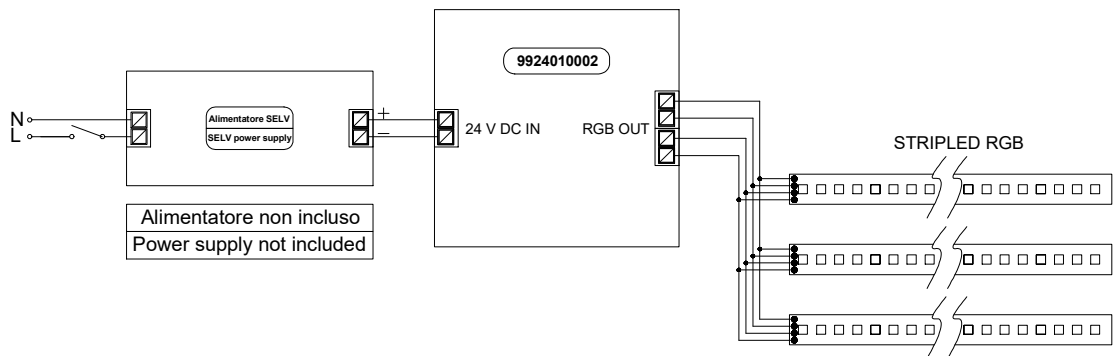 N
L
Alimentatore SELV
SELV power supply
+
−
9924010002
24 V DC IN
RGB OUT
STRIPLED RGB
Alimentatore non incluso
Power supply not included